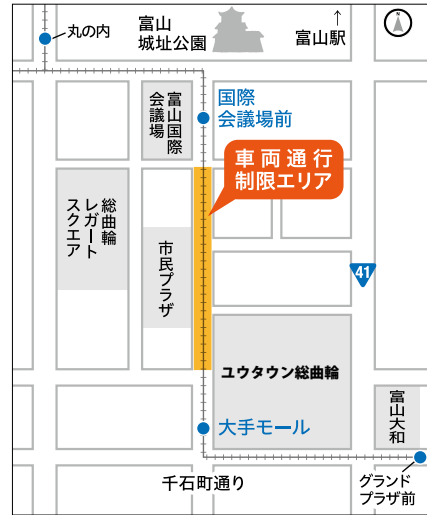 丸の内
富山
城址公園
↑
富山駅
N
富山国際
会議場
国際
会議場前
車両通行
制限エリア
総曲輪
レガート
スクエア
市民プラザ
41
ユウタウン総曲輪
富山大和
大手モール
千石町通り
グランド
プラザ前